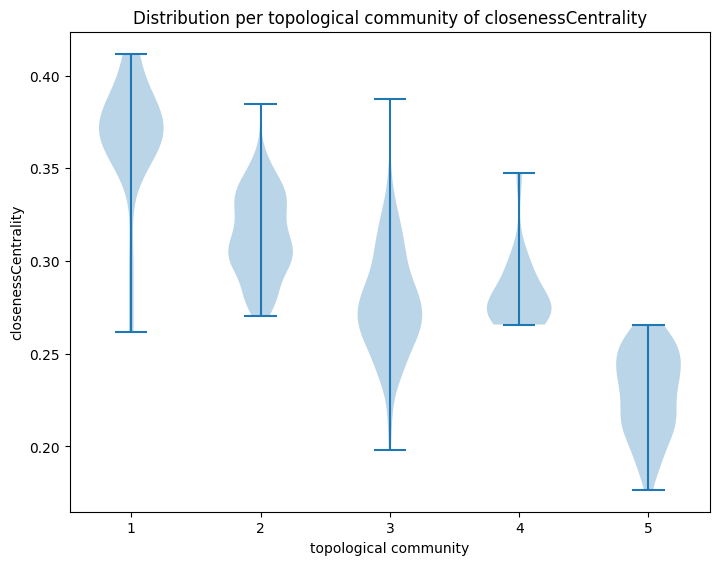 Distribution per topological community of closenessCentrality
closenessCentrality
0.40
0.35
0.30
0.25
0.20
1 2 3 4 5
topological community